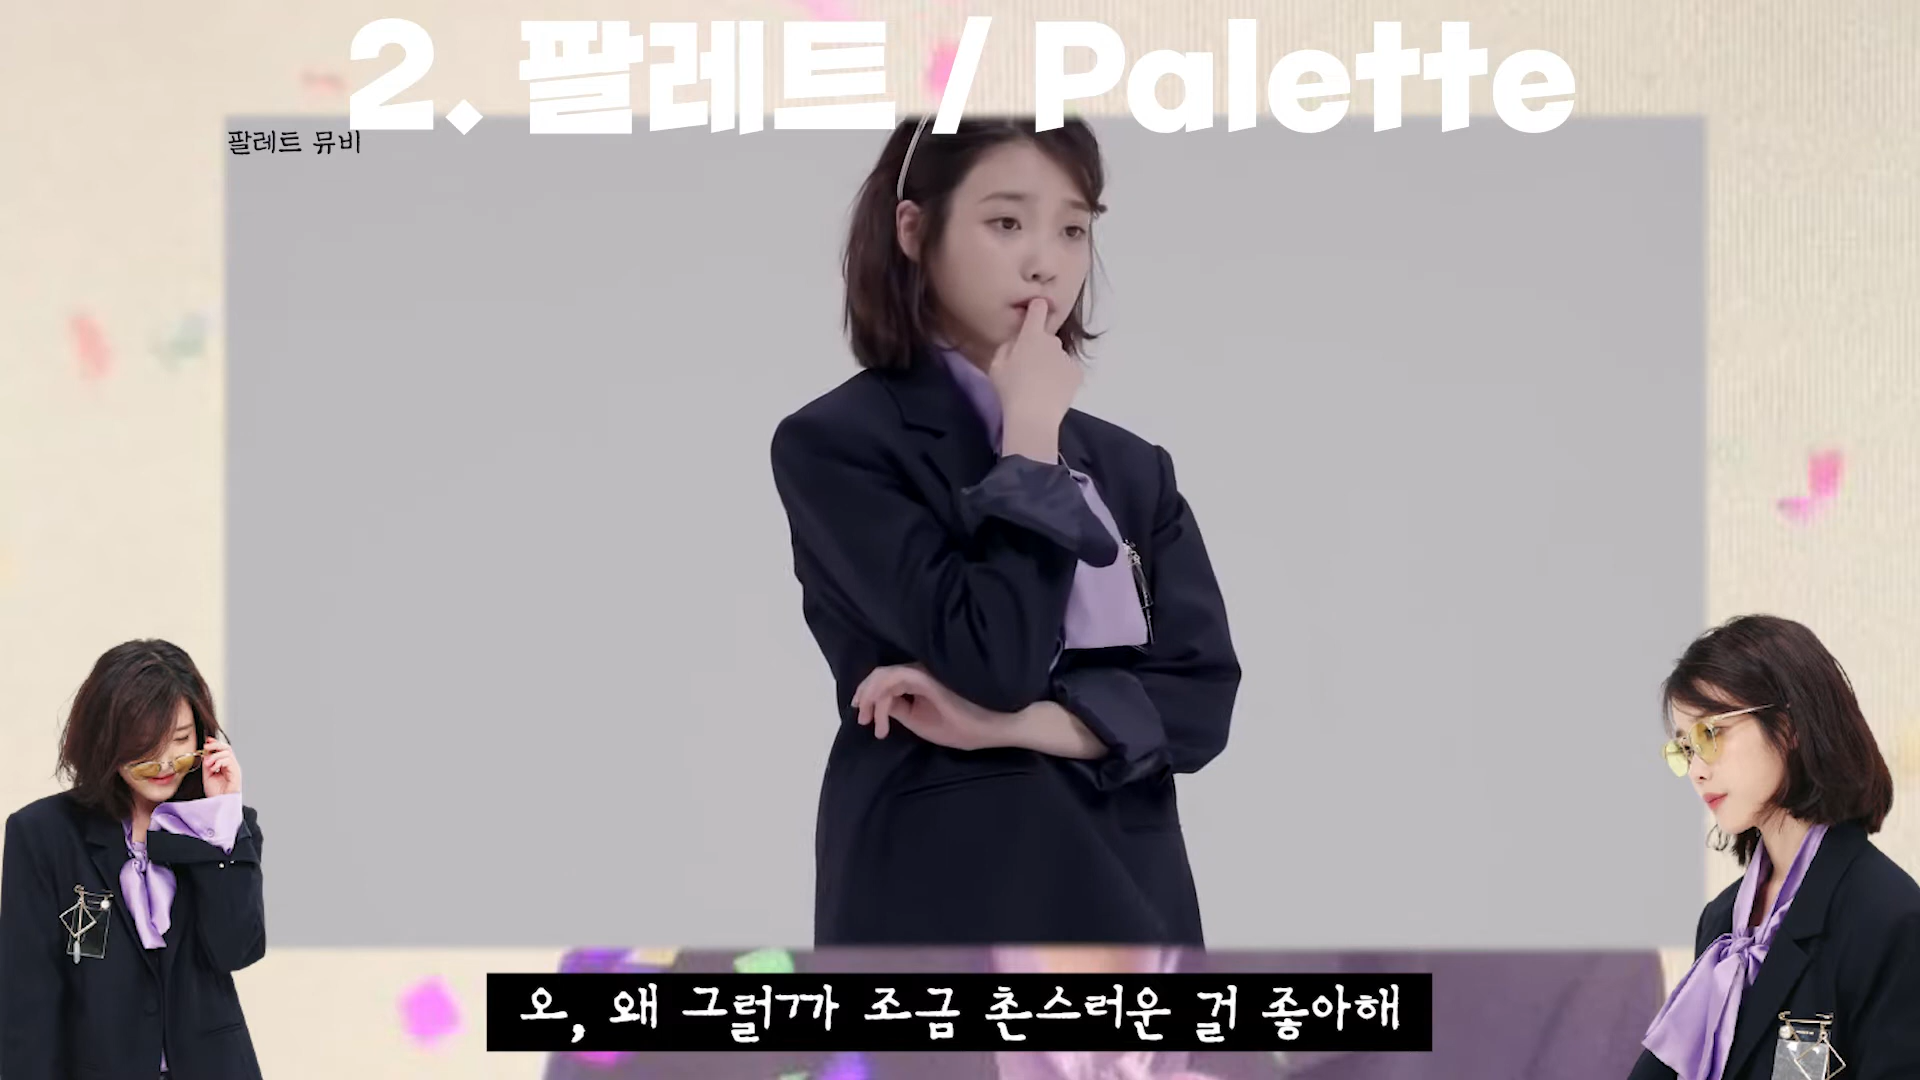 2. 팔레트 / Palette
팔레트 뮤비
오, 왜 그럴까 조금 촌스러운 걸 좋아해